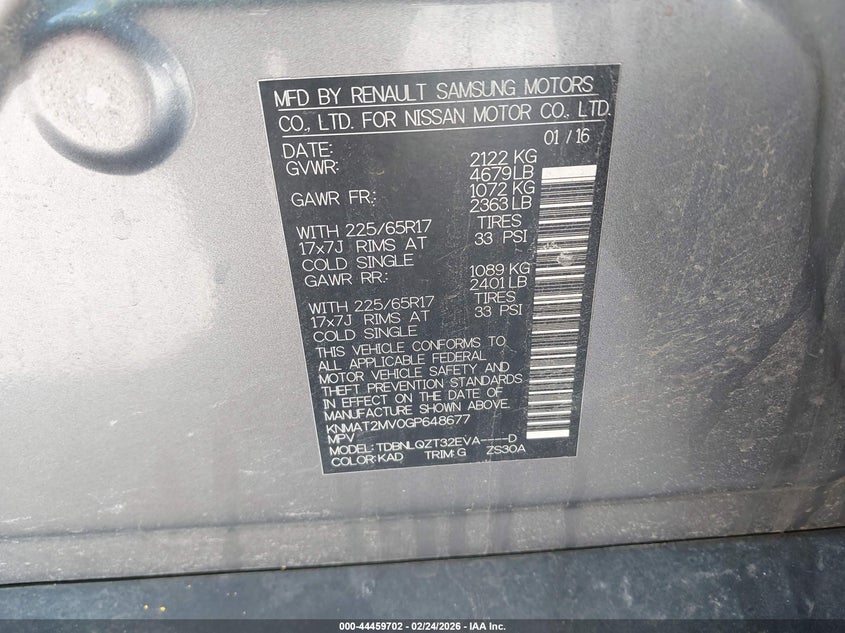 MFD BY RENAULT SAMSUNG MOTORS
CO., LTD. FOR NISSAN MOTOR CO., LTD.
DATE: 01 / 16
GVWR: 2122 KG
4679LB
GAWR FR.: 1072 KG
2363 LB
WITH 225/65R17 TIRES
17x7J RIMS AT 33 PSI
COLD SINGLE
GAWR RR.: 1089 KG
2401 LB
WITH 225/65R17 TIRES
17x7J RIMS AT 33 PSI
COLD SINGLE
THIS VEHICLE CONFORMS TO
ALL APPLICABLE FEDERAL
MOTOR VEHICLE SAFETY AND
THEFT PREVENTION STANDARDS
IN EFFECT ON THE DATE OF
MANUFACTURE SHOWN ABOVE.
KNMAT2MV0GP648677
MPV
MODEL: TDBNLQZT32EVA----D
COLOR: KAD TRIM: G ZS30A
000-44459702 - 02/24/2026 - IAA Inc.